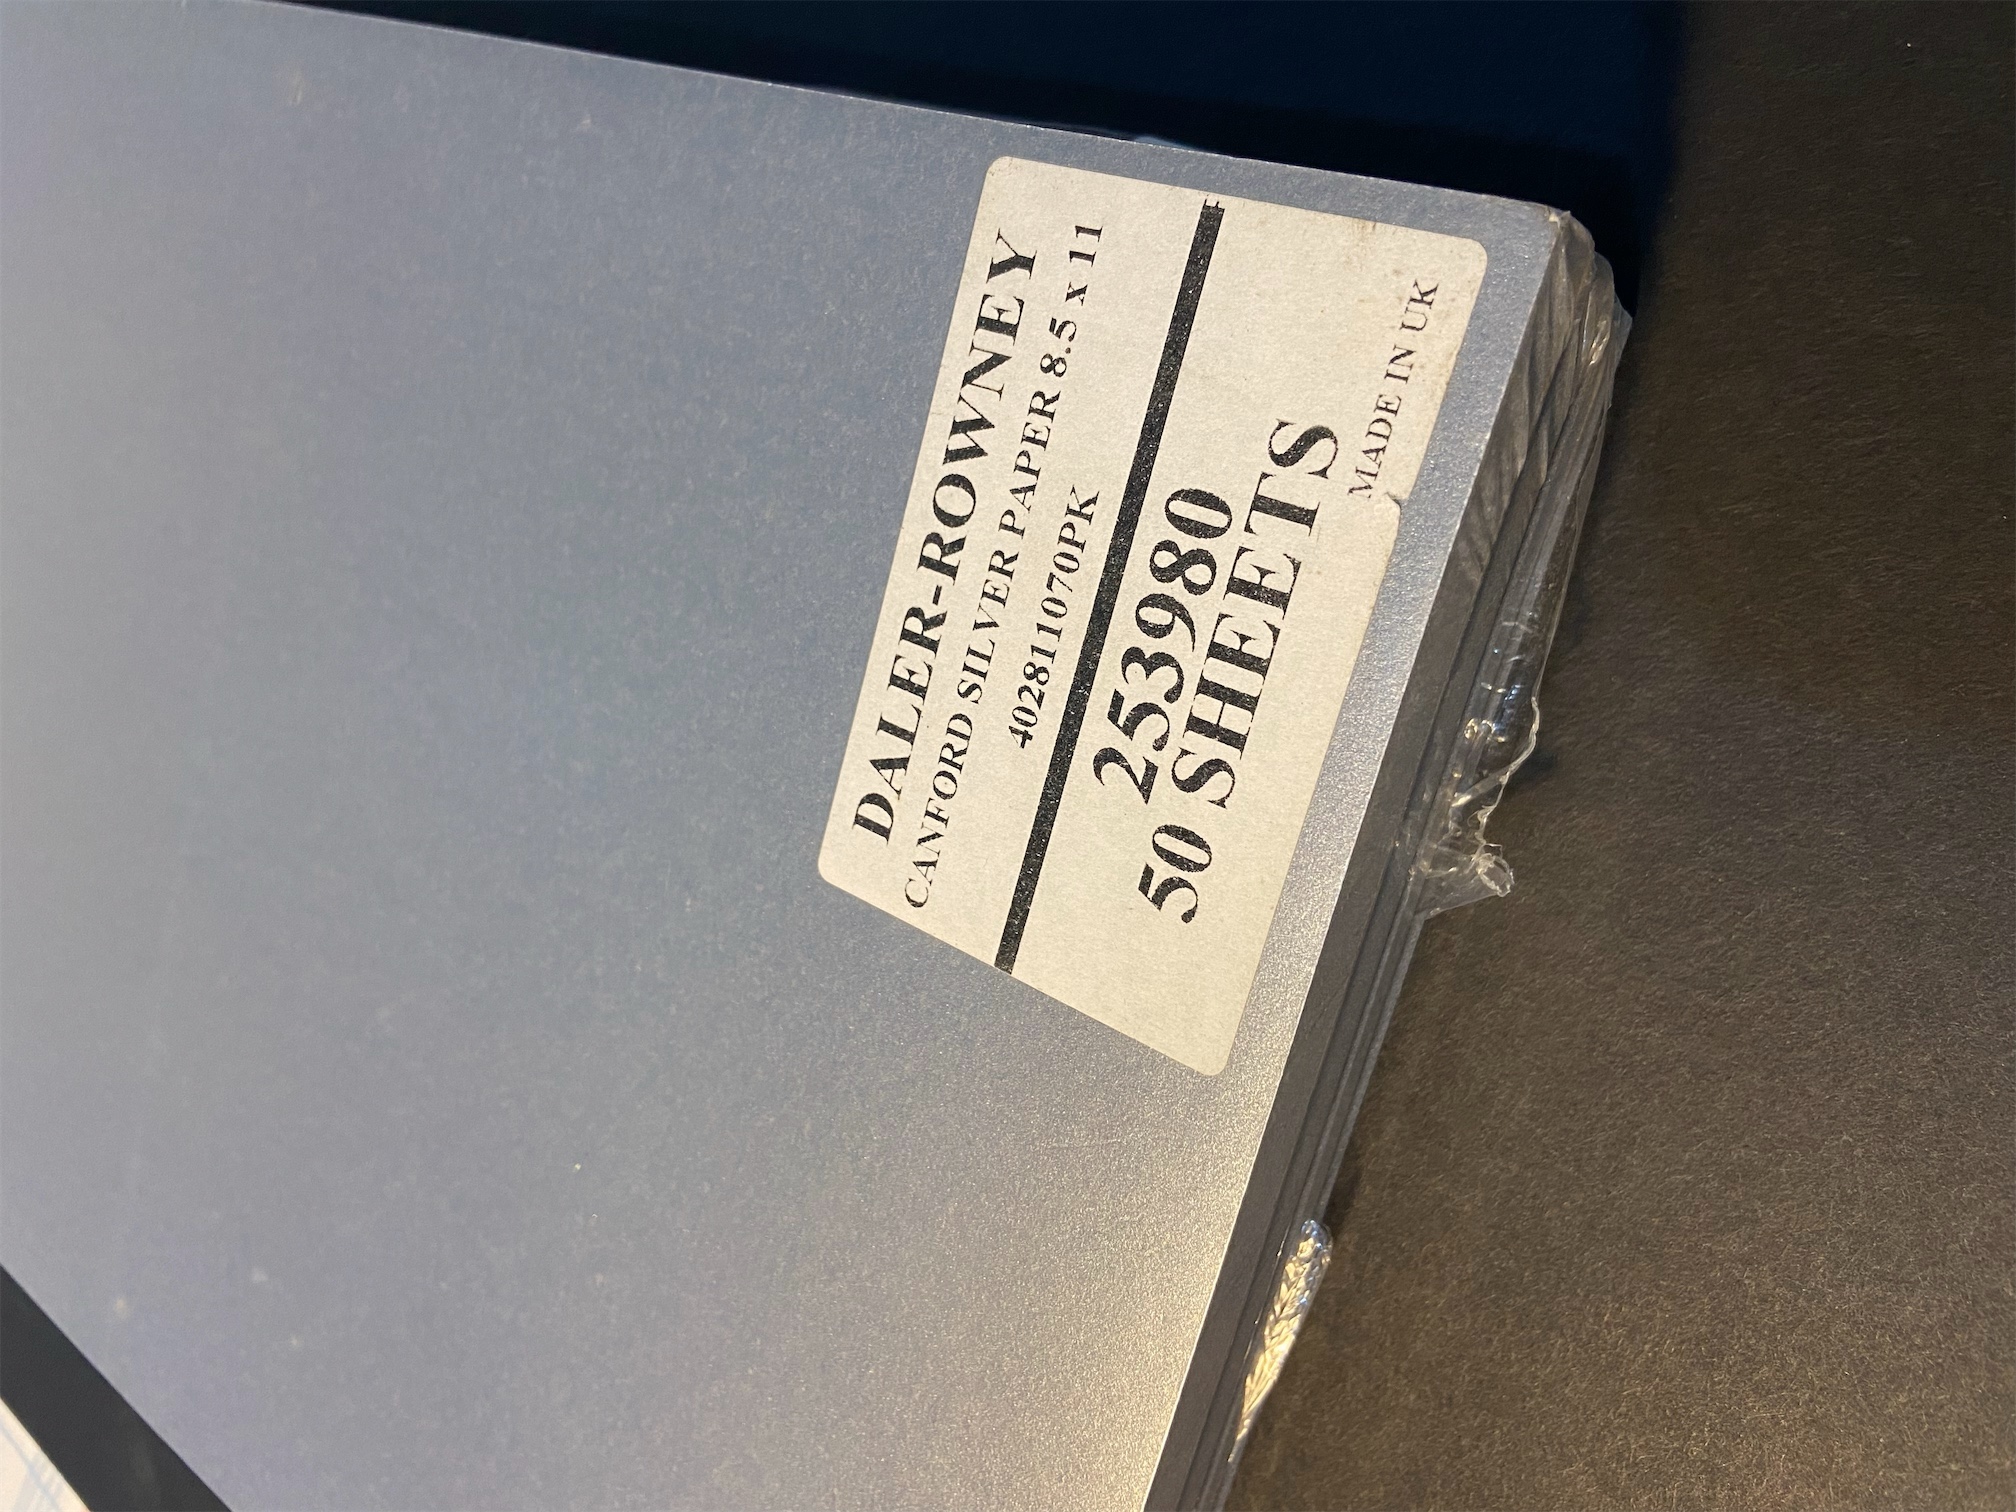 DALER-ROWNEY
CANFORD SILVER PAPER 8.5 x 11
402811070PK
253980
50 SHEETS
MADE IN UK